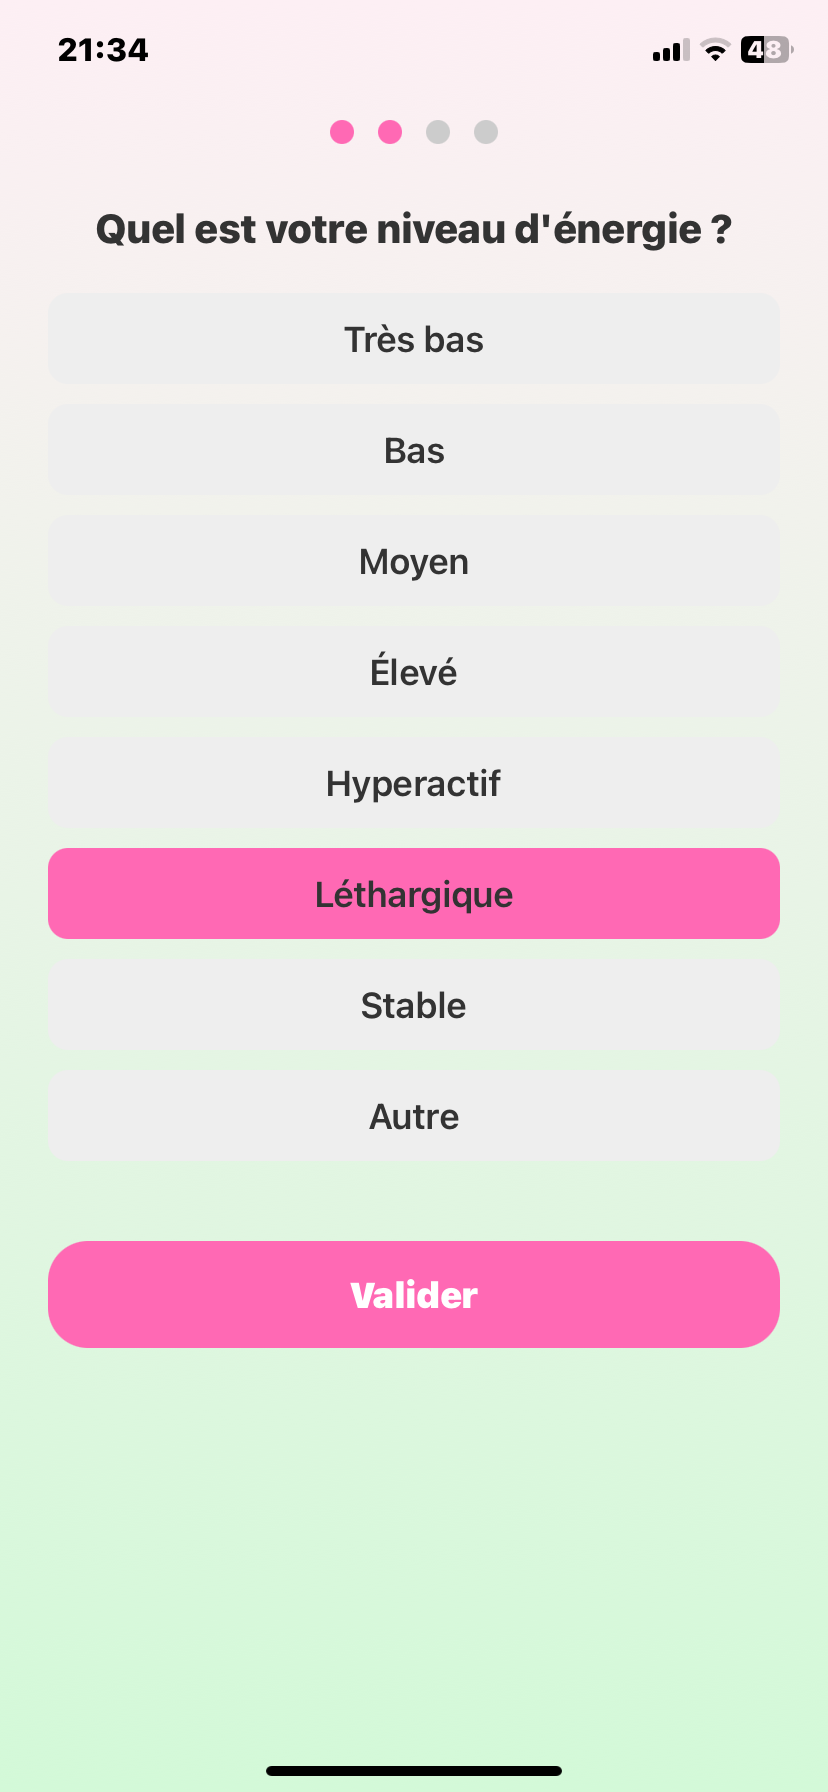 21:34
48
Quel est votre niveau d'énergie ?
Très bas
Bas
Moyen
Élevé
Hyperactif
Léthargique
Stable
Autre
Valider